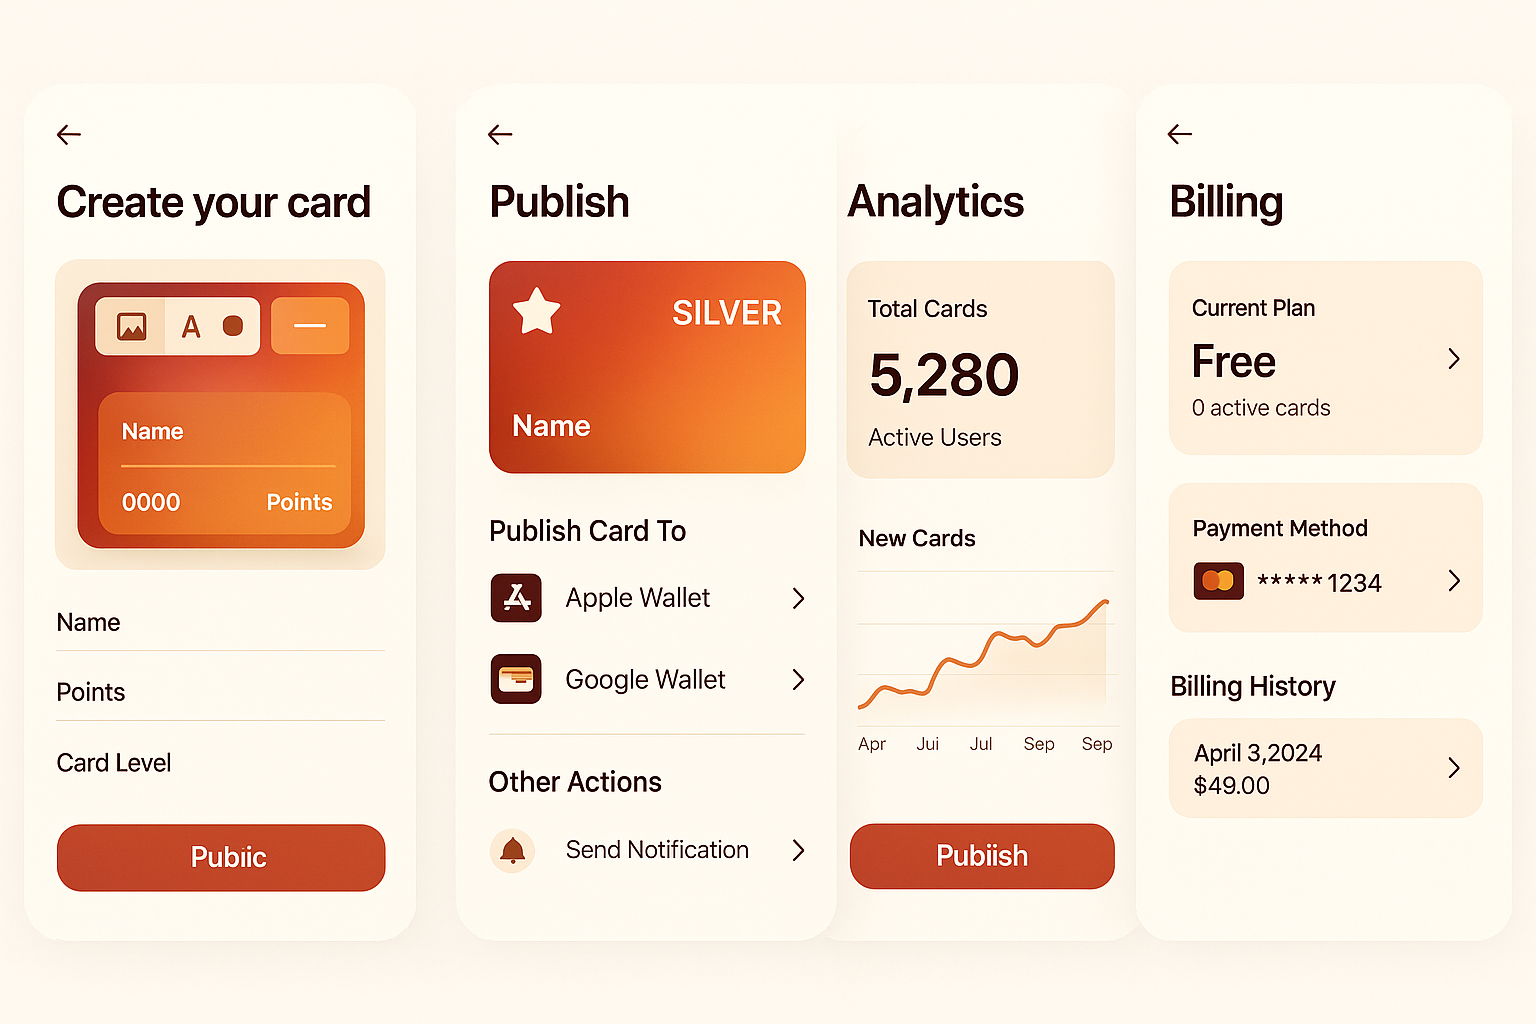 Create your card
A
Name
0000 Points
Name
Points
Card Level
Pubiic
Publish
SILVER
Name
Publish Card To
Apple Wallet
Google Wallet
Other Actions
Send Notification
Analytics
Total Cards
5,280
Active Users
New Cards
Apr Jui Jul Sep Sep
Pubiish
Billing
Current Plan
Free
0 active cards
Payment Method
*****1234
Billing History
April 3,2024
$49.00